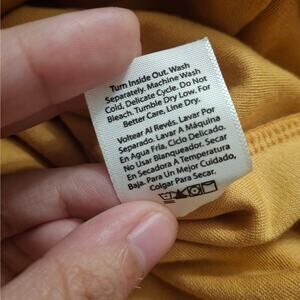 Turn Inside Out. Wash
Separately. Machine Wash
Cold, Delicate Cycle. Do Not
Bleach. Tumble Dry Low. For
Better Care, Line Dry.
Voltear Al Revés. Lavar Por
Separado. Lavar A Máquina
En Agua Fría, Ciclo Delicado.
No Usar Blanqueador. Secar
En Secadora A Temperatura
Baja. Para Un Mejor Cuidado,
Colgar Para Secar.